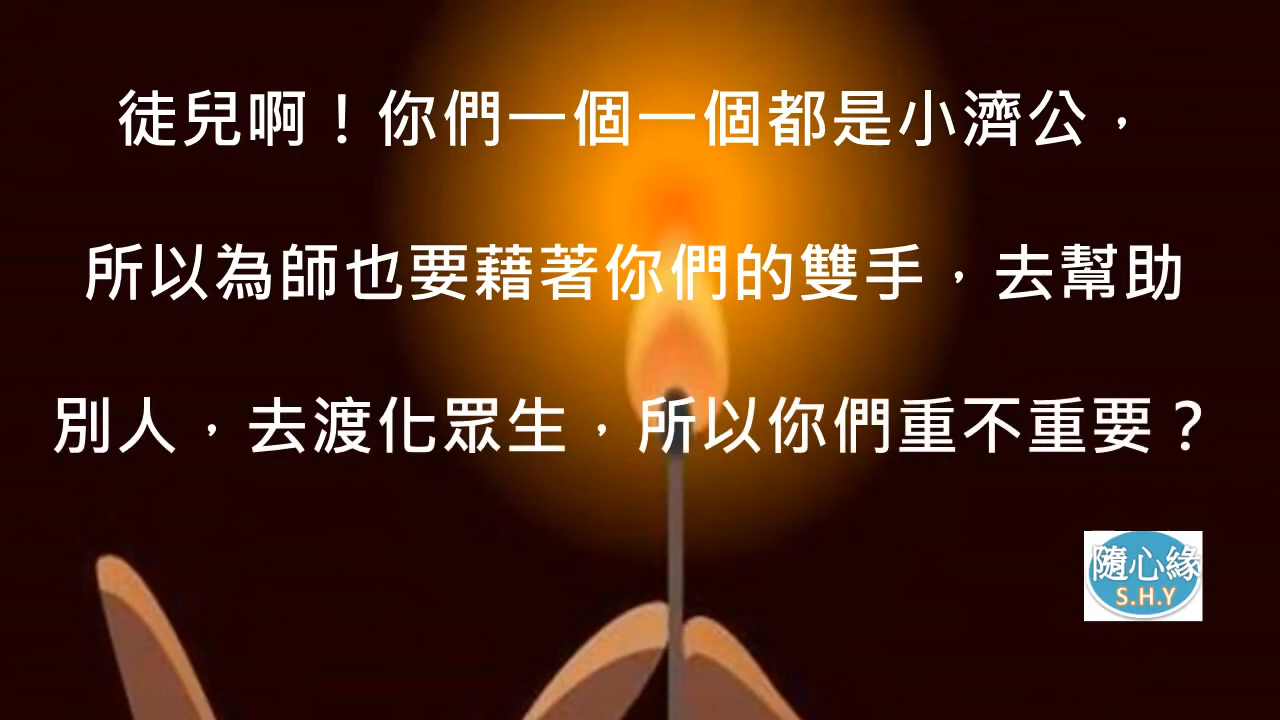 徒兒啊！你們一個一個都是小濟公，
所以為師也要藉著你們的雙手，去幫助
別人，去渡化眾生，所以你們重不重要？
隨心緣
S.H.Y